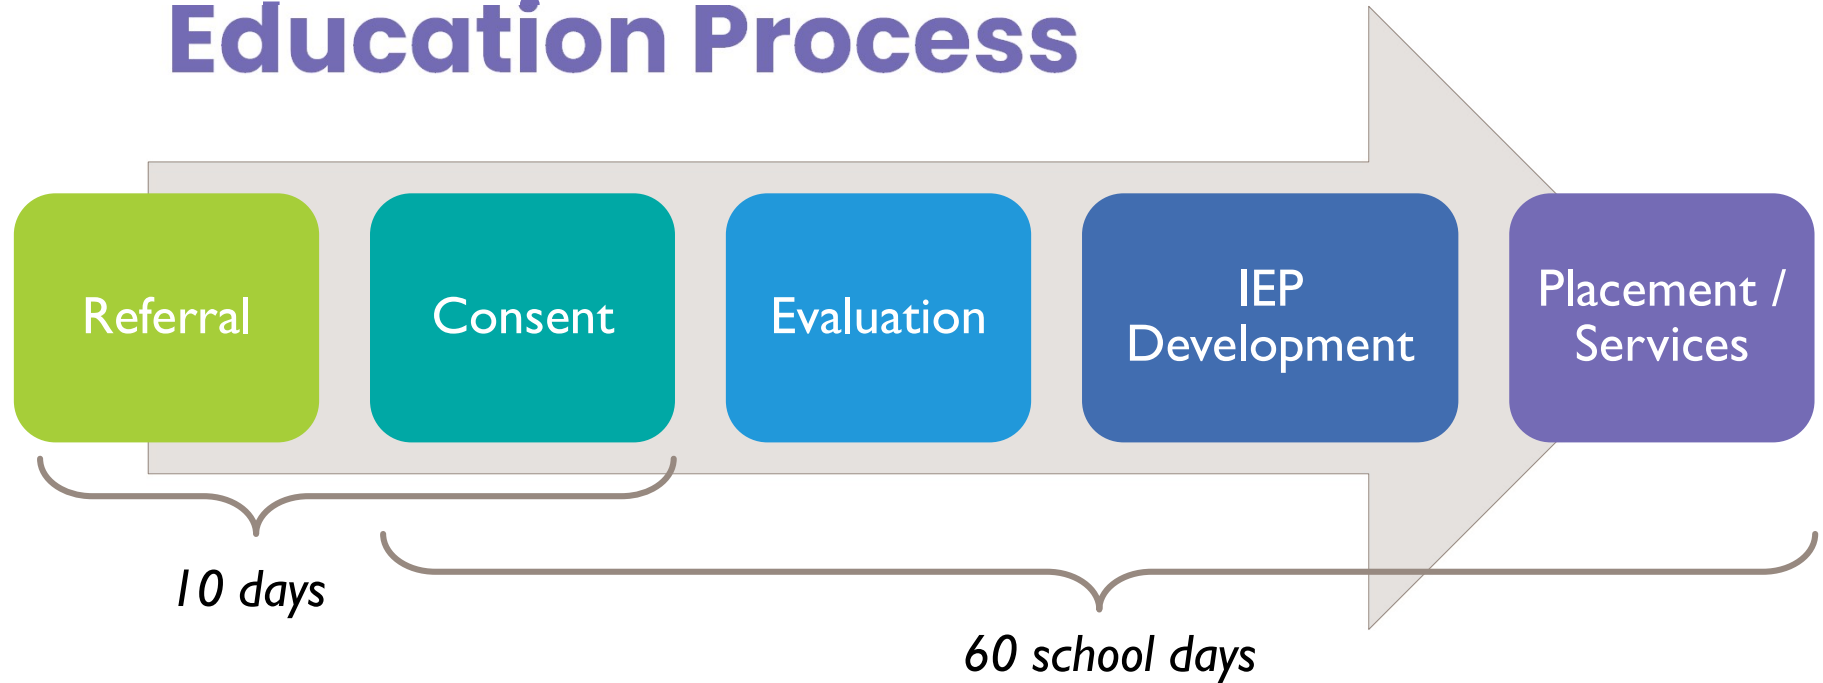 Education Process
Referral
Consent
Evaluation
IEP
Development
Placement /
Services
10 days
60 school days